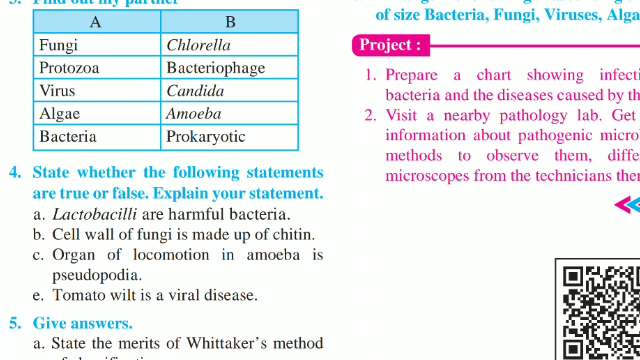 3. Find out my partner
A B
Fungi Chlorella
Protozoa Bacteriophage
Virus Candida
Algae Amoeba
Bacteria Prokaryotic
4. State whether the following statements
are true or false. Explain your statement.
a. Lactobacilli are harmful bacteria.
b. Cell wall of fungi is made up of chitin.
c. Organ of locomotion in amoeba is
pseudopodia.
e. Tomato wilt is a viral disease.
5. Give answers.
a. State the merits of Whittaker's method
of size Bacteria, Fungi, Viruses, Alga
Project :
1. Prepare a chart showing infecti
bacteria and the diseases caused by th
2. Visit a nearby pathology lab. Get
information about pathogenic micro
methods to observe them, diffe
microscopes from the technicians ther